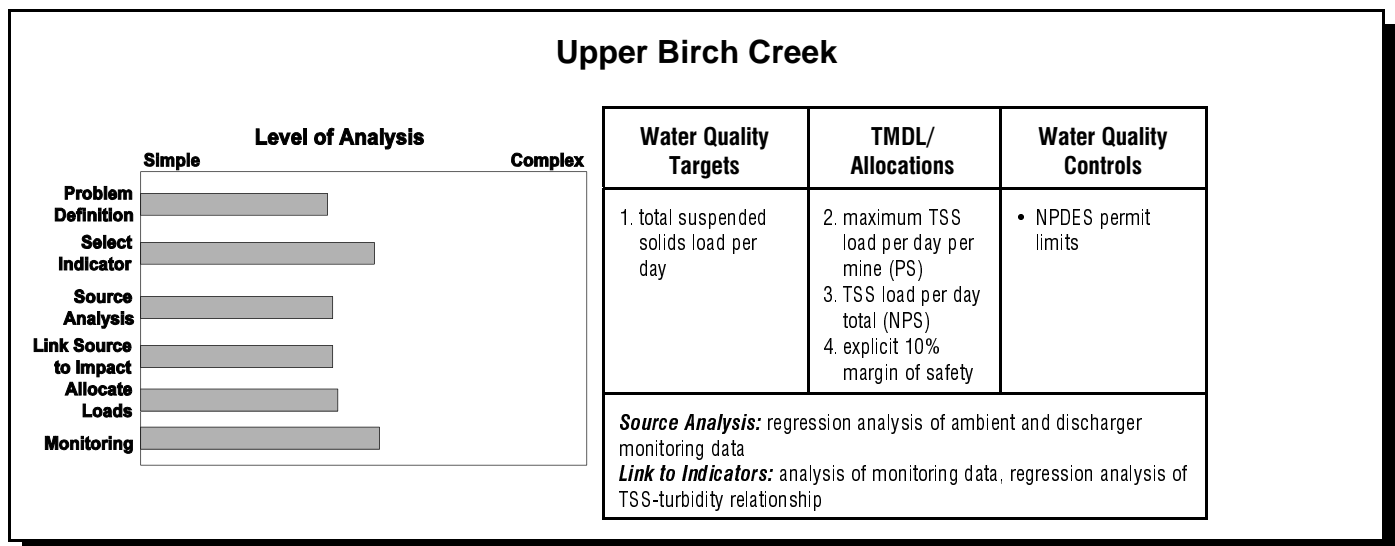 Upper Birch Creek
Level of Analysis
Simple Complex
Problem
Definition
Select
Indicator
Source
Analysis
Link Source
to Impact
Allocate
Loads
Monitoring
Water Quality
Targets
TMDL/
Allocations
Water Quality
Controls
1. total suspended
solids load per
day
2. maximum TSS
load per day per
mine (PS)
3. TSS load per day
total (NPS)
4. explicit 10%
margin of safety
• NPDES permit
limits
Source Analysis: regression analysis of ambient and discharger
monitoring data
Link to Indicators: analysis of monitoring data, regression analysis of
TSS-turbidity relationship